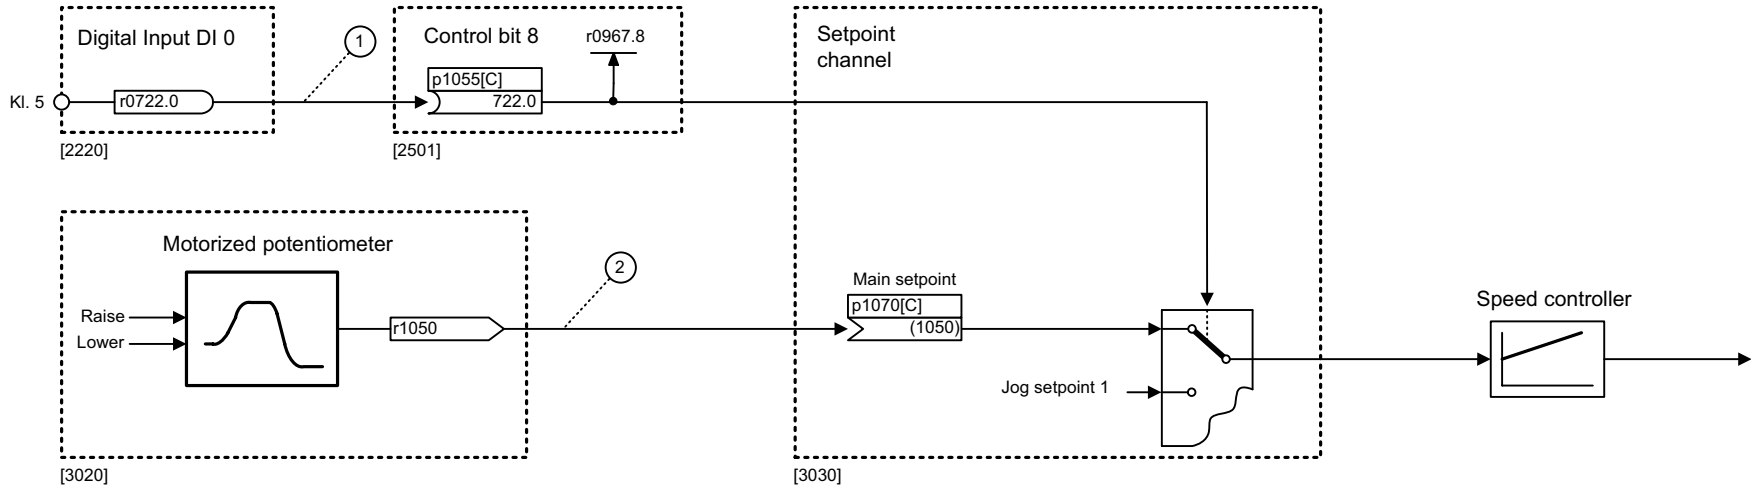 Digital Input DI 0
Kl. 5
r0722.0
[2220]
1
Control bit 8
r0967.8
p1055[C]
722.0
[2501]
Setpoint
channel
Motorized potentiometer
Raise
Lower
r1050
[3020]
2
Main setpoint
p1070[C]
(1050)
Jog setpoint 1
[3030]
Speed controller